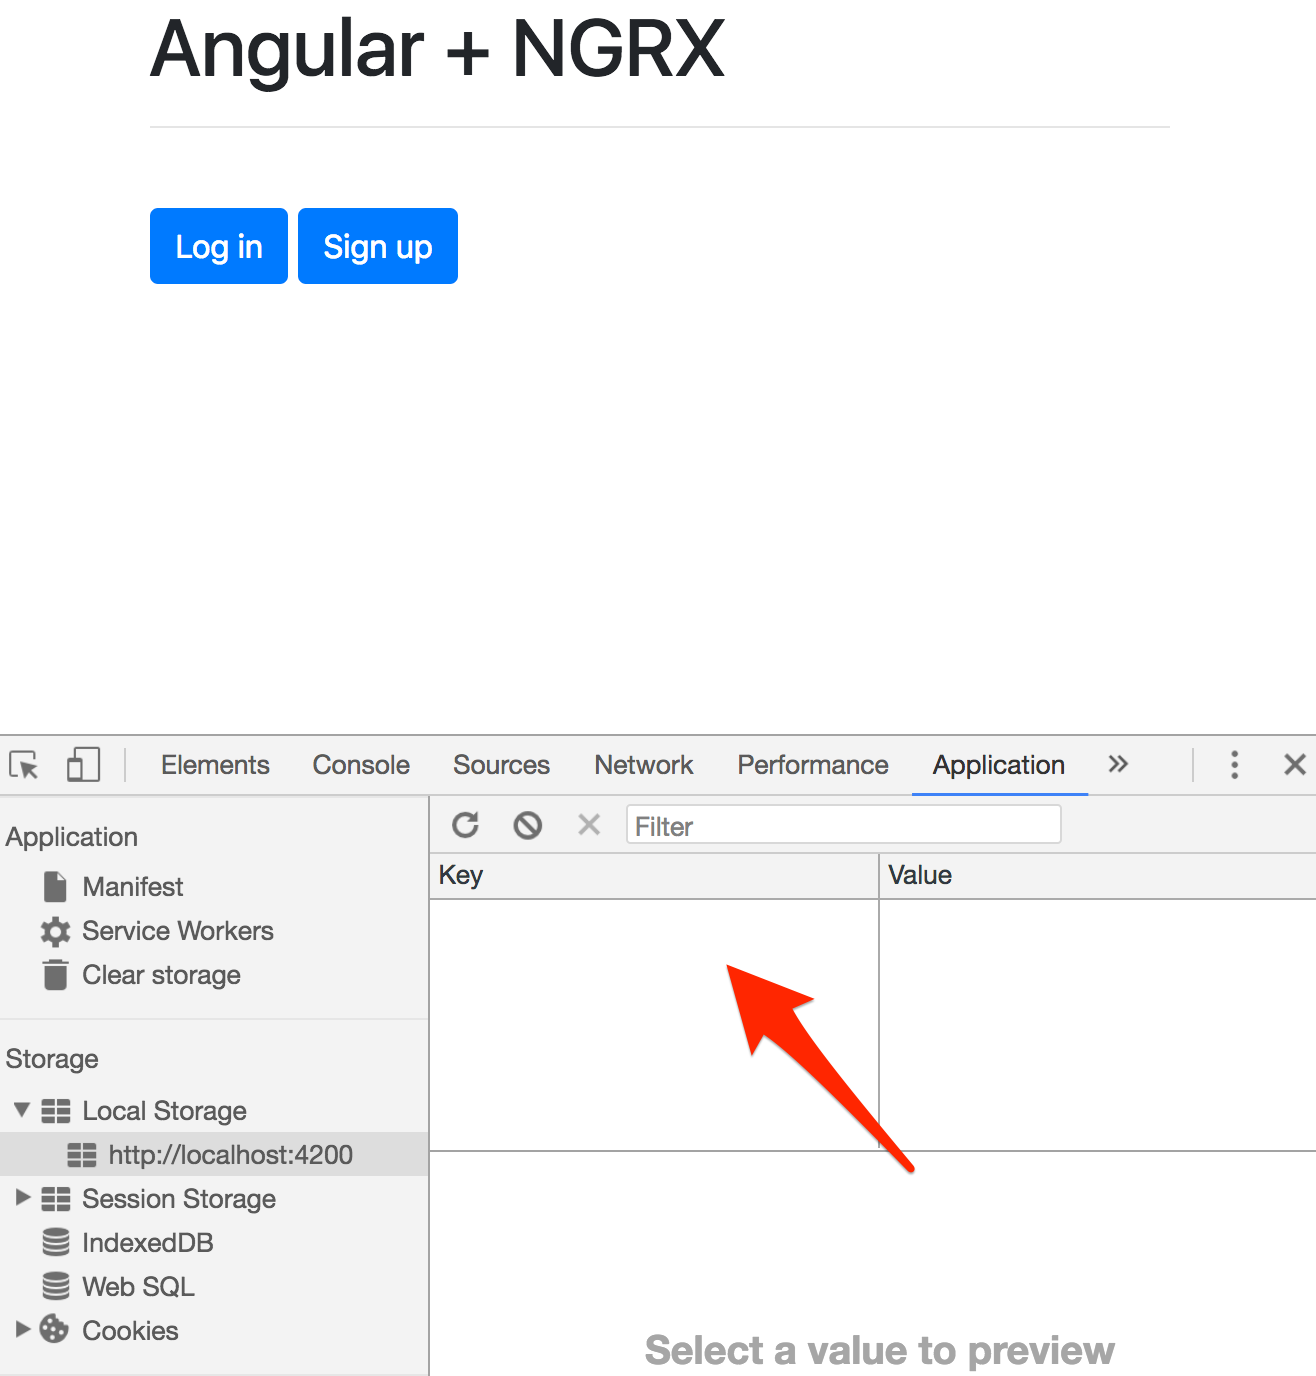 Angular + NGRX
Log in Sign up
Elements Console Sources Network Performance Application
Application
Manifest
Service Workers
Clear storage
Storage
Local Storage
http://localhost:4200
Session Storage
IndexedDB
Web SQL
Cookies
Filter
Key Value
Select a value to preview